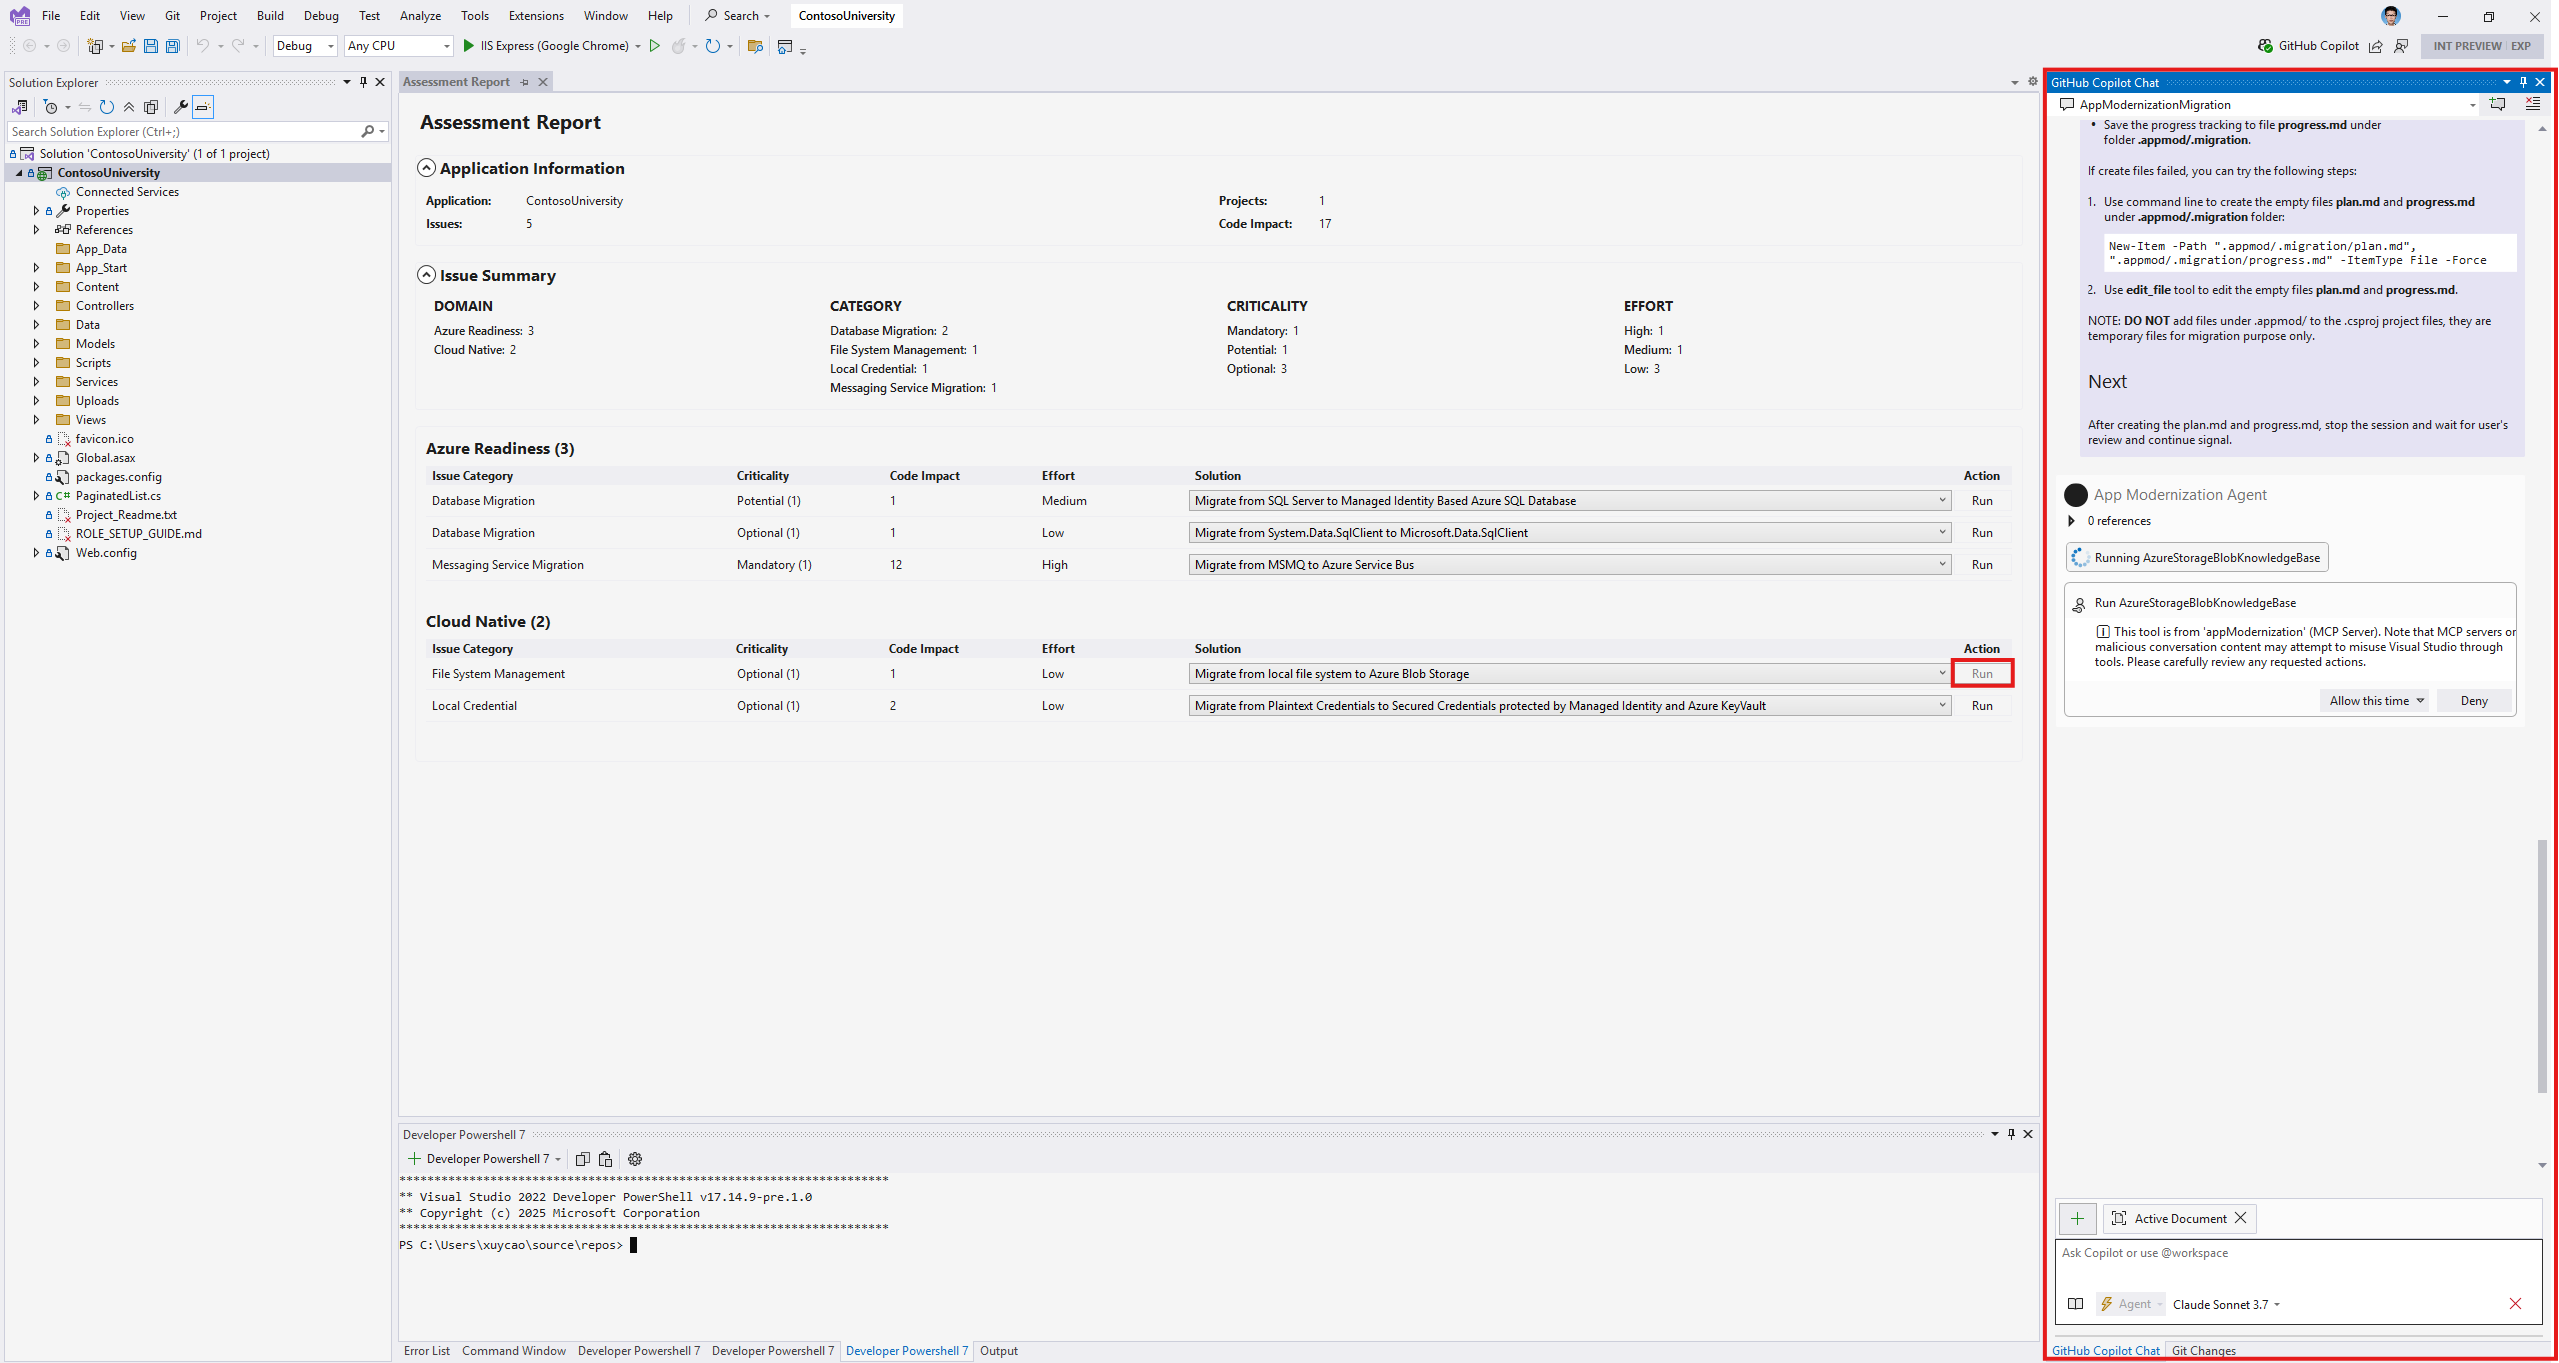 File Edit View Git Project Build Debug Test Analyze Tools Extensions Window Help Search ContosoUniversity
Debug Any CPU IIS Express (Google Chrome) GitHub Copilot INT PREVIEW EXP
Solution Explorer
Search Solution Explorer (Ctrl+;)
Solution 'ContosoUniversity' (1 of 1 project)
ContosoUniversity
Connected Services
Properties
References
App_Data
App_Start
Content
Controllers
Data
Models
Scripts
Services
Uploads
Views
favicon.ico
Global.asax
packages.config
C# PaginatedList.cs
Project_Readme.txt
ROLE_SETUP_GUIDE.md
Web.config
Assessment Report
Assessment Report
Application Information
Application: ContosoUniversity Projects: 1
Issues: 5 Code Impact: 17
Issue Summary
DOMAIN CATEGORY CRITICALITY EFFORT
Azure Readiness: 3 Database Migration: 2 Mandatory: 1 High: 1
Cloud Native: 2 File System Management: 1 Potential: 1 Medium: 1
Local Credential: 1 Optional: 3 Low: 3
Messaging Service Migration: 1
Azure Readiness (3)
Issue Category Criticality Code Impact Effort Solution Action
Database Migration Potential (1) 1 Medium Migrate from SQL Server to Managed Identity Based Azure SQL Database Run
Database Migration Optional (1) 1 Low Migrate from System.Data.SqlClient to Microsoft.Data.SqlClient Run
Messaging Service Migration Mandatory (1) 12 High Migrate from MSMQ to Azure Service Bus Run
Cloud Native (2)
Issue Category Criticality Code Impact Effort Solution Action
File System Management Optional (1) 1 Low Migrate from local file system to Azure Blob Storage Run
Local Credential Optional (1) 2 Low Migrate from Plaintext Credentials to Secured Credentials protected by Managed Identity and Azure KeyVault Run
Developer Powershell 7
Developer Powershell 7
**********************************************************************
** Visual Studio 2022 Developer PowerShell v17.14.9-pre.1.0
** Copyright (c) 2025 Microsoft Corporation
**********************************************************************
PS C:\Users\xuycao\source\repos>
Error List Command Window Developer Powershell 7 Developer Powershell 7 Developer Powershell 7 Output
GitHub Copilot Chat
AppModernizationMigration
• Save the progress tracking to file progress.md under
folder .appmod/.migration.
If create files failed, you can try the following steps:
1. Use command line to create the empty files plan.md and progress.md
under .appmod/.migration folder:
New-Item -Path ".appmod/.migration/plan.md",
".appmod/.migration/progress.md" -ItemType File -Force
2. Use edit_file tool to edit the empty files plan.md and progress.md.
NOTE: DO NOT add files under .appmod/ to the .csproj project files, they are
temporary files for migration purpose only.
Next
After creating the plan.md and progress.md, stop the session and wait for user's
review and continue signal.
App Modernization Agent
0 references
Running AzureStorageBlobKnowledgeBase
Run AzureStorageBlobKnowledgeBase
This tool is from 'appModernization' (MCP Server). Note that MCP servers or
malicious conversation content may attempt to misuse Visual Studio through
tools. Please carefully review any requested actions.
Allow this time Deny
Active Document
Ask Copilot or use @workspace
Agent Claude Sonnet 3.7
GitHub Copilot Chat Git Changes